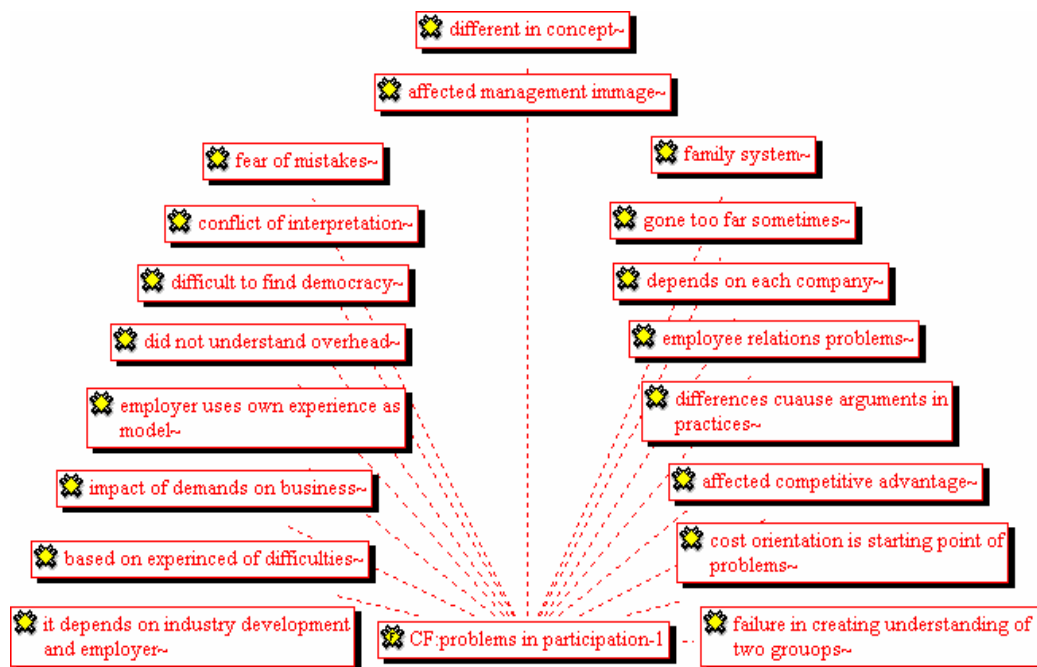 different in concept~
affected management immage~
fear of mistakes~
family system~
conflict of interpretation~
gone too far sometimes~
difficult to find democracy~
depends on each company~
did not understand overhead~
employee relations problems~
employer uses own experience as
model~
differences cuause arguments in
practices~
impact of demands on business~
affected competitive advantage~
based on experinced of difficulties~
cost orientation is starting point of
problems~
it depends on industry development
and employer~
CF:problems in participation-1
failure in creating understanding of
two grouops~